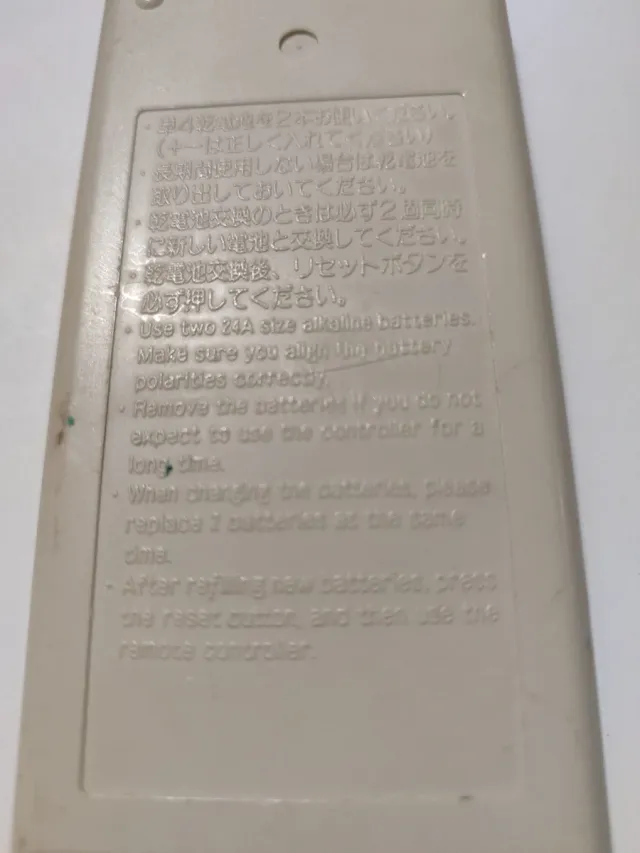 ・単4乾電池を2本お使いください。
(+−は正しく入れてください)
・長期間使用しない場合は乾電池を
取り出しておいてください。
・乾電池交換のときは必ず2個同時
に新しい電池と交換してください。
・乾電池交換後、リセットボタンを
必ず押してください。
・Use two 24A size alkaline batteries.
Make sure you align the battery
polarities correctly.
・Remove the batteries if you do not
expect to use the controller for a
long time.
・When changing the batteries, please
replace 2 batteries at the same
time.
・After refilling new batteries, press
the reset button, and then use the
remote controller.